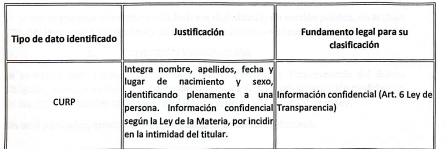 Tipo de dato identificado
Justificación
Fundamento legal para su
clasificación
CURP
Integra nombre, apellidos, fecha y
lugar de nacimiento y sexo,
identificando plenamente a una
persona. Información confidencial
según la Ley de la Materia, por incidir
en la intimidad del titular.
Información confidencial (Art. 6 Ley de
Transparencia)